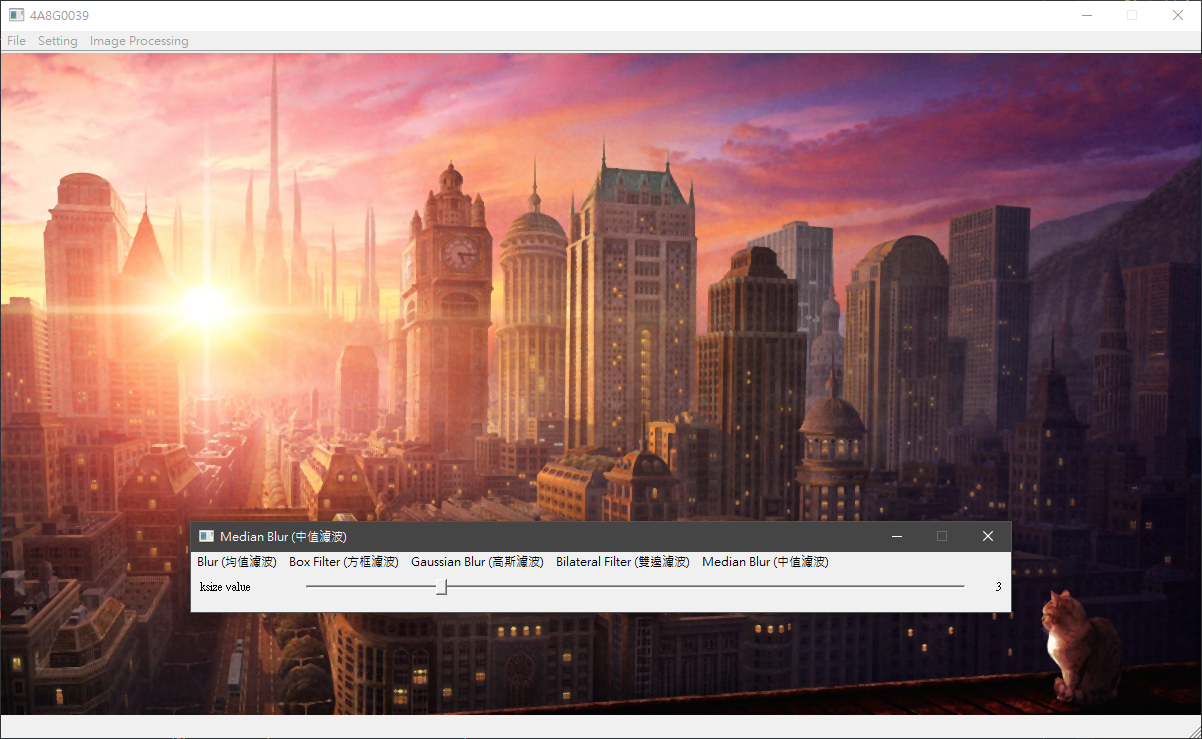 4A8G0039
File Setting Image Processing
Median Blur (中值濾波)
Blur (均值濾波) Box Filter (方框濾波) Gaussian Blur (高斯濾波) Bilateral Filter (雙邊濾波) Median Blur (中值濾波)
ksize value 3